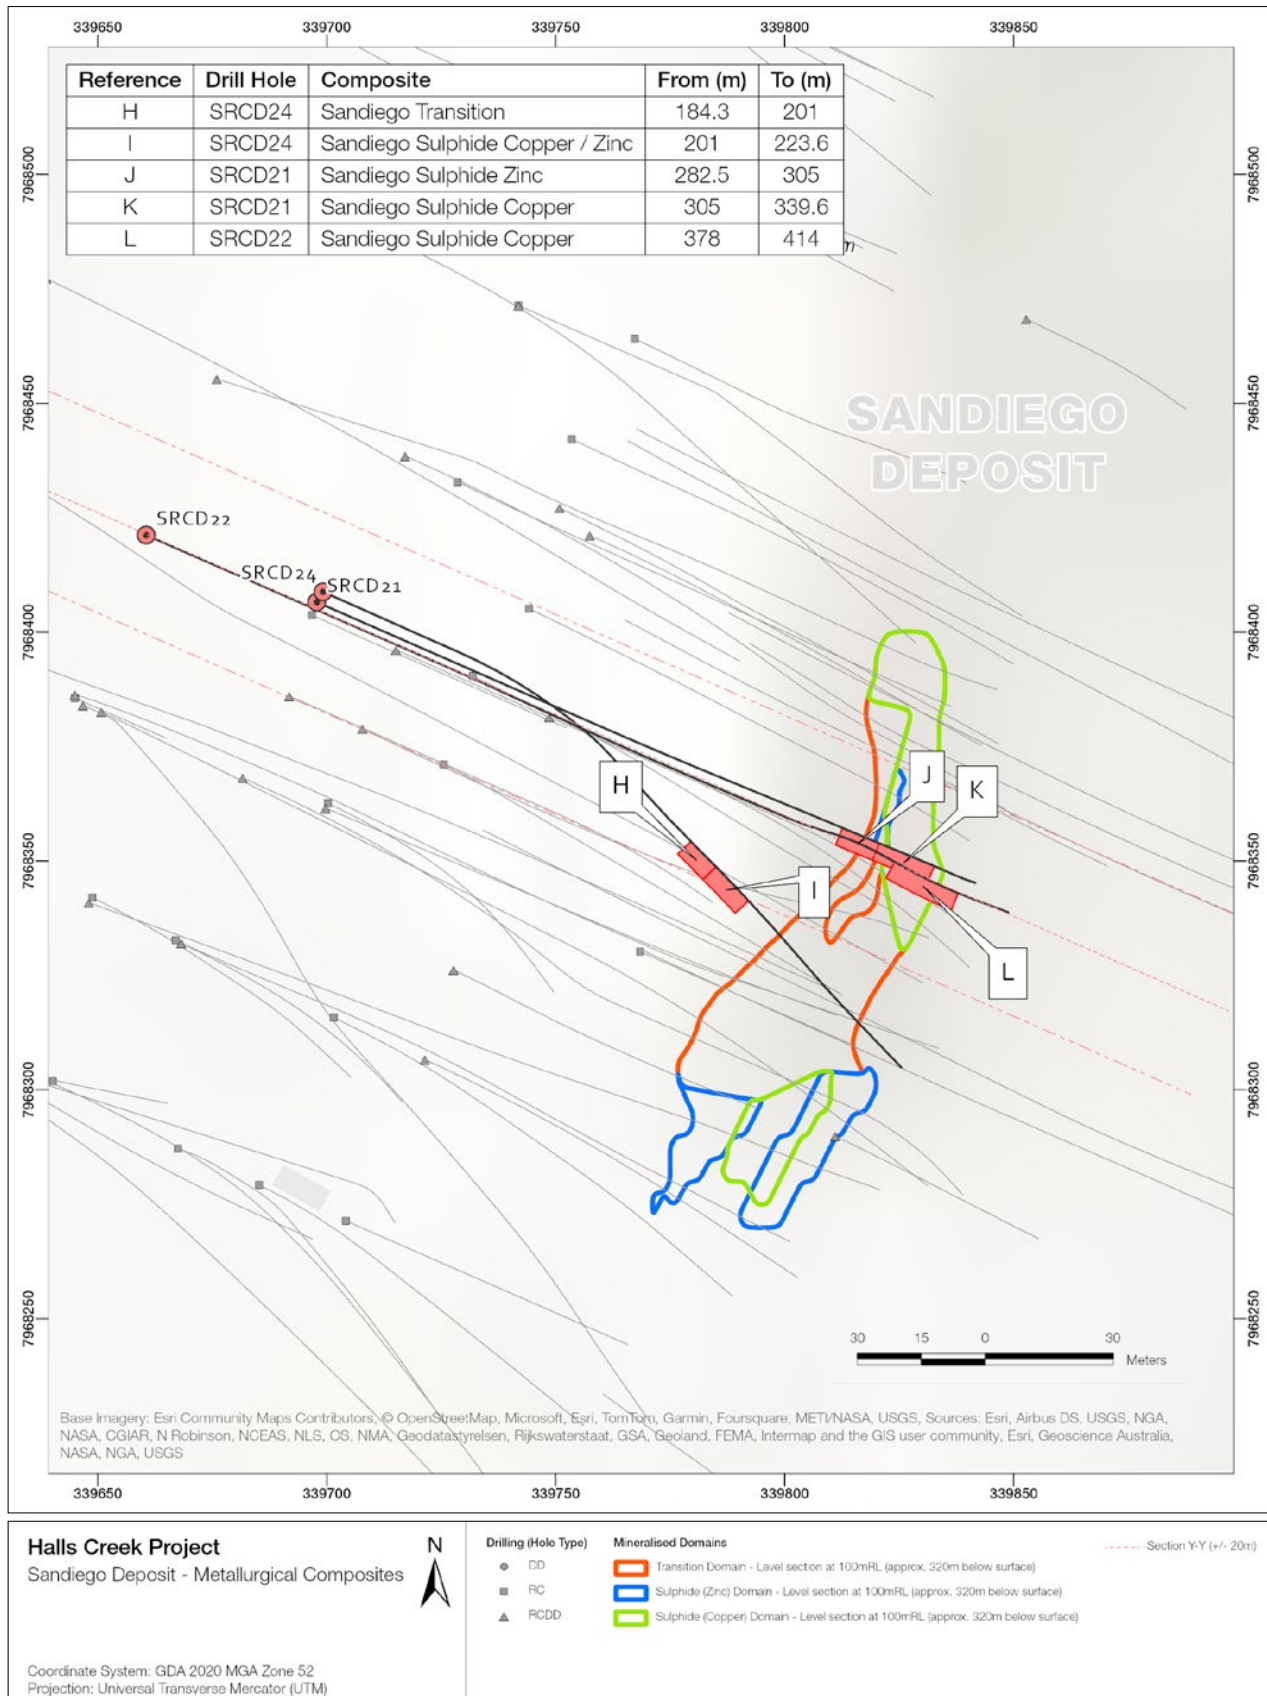 339650 339700 339750 339800 339850
Reference Drill Hole Composite From (m) To (m)
H SRCD24 Sandiego Transition 184.3 201
I SRCD24 Sandiego Sulphide Copper / Zinc 201 223.6
J SRCD21 Sandiego Sulphide Zinc 282.5 305
K SRCD21 Sandiego Sulphide Copper 305 339.6
L SRCD22 Sandiego Sulphide Copper 378 414
m
7968500 7968500
7968450 7968450
SANDIEGO
DEPOSIT
SRCD22
SRCD24 SRCD21
7968400 7968400
J
H K
7968350 7968350
I
L
7968300 7968300
7968250 7968250
30 15 0 30
Meters
Base Imagery: Esri Community Maps Contributors, © OpenStreetMap, Microsoft, Esri, TomTom, Garmin, Foursquare, METI/NASA, USGS, Sources: Esri, Airbus DS, USGS, NGA,
NASA, CGIAR, N Robinson, NCEAS, NLS, OS, NMA, Geodatastyrelsen, Rijkswaterstaat, GSA, Geoland, FEMA, Intermap and the GIS user community, Esri, Geoscience Australia,
NASA, NGA, USGS
339650 339700 339750 339800 339850
Halls Creek Project
Sandiego Deposit - Metallurgical Composites
N
Coordinate System: GDA 2020 MGA Zone 52
Projection: Universal Transverse Mercator (UTM)
Drilling (Hole Type)
DD
RC
RCDD
Mineralised Domains
Transition Domain - Level section at 100mRL (approx. 320m below surface)
Sulphide (Zinc) Domain - Level section at 100mRL (approx. 320m below surface)
Sulphide (Copper) Domain - Level section at 100mRL (approx. 320m below surface)
Section Y-Y (+/- 20m)